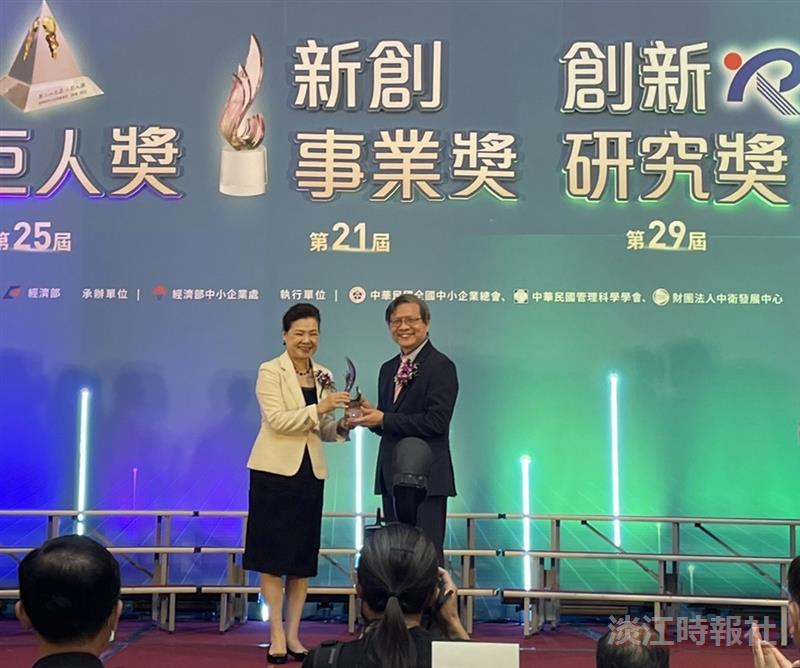 新創
事業獎
創新
研究獎
巨人獎
第25屆
第21屆
第29屆
經濟部 承辦單位 | 經濟部中小企業處 執行單位 | 中華民國全國中小企業總會、中華民國管理科學學會、財團法人中衛發展中心
淡江時報社